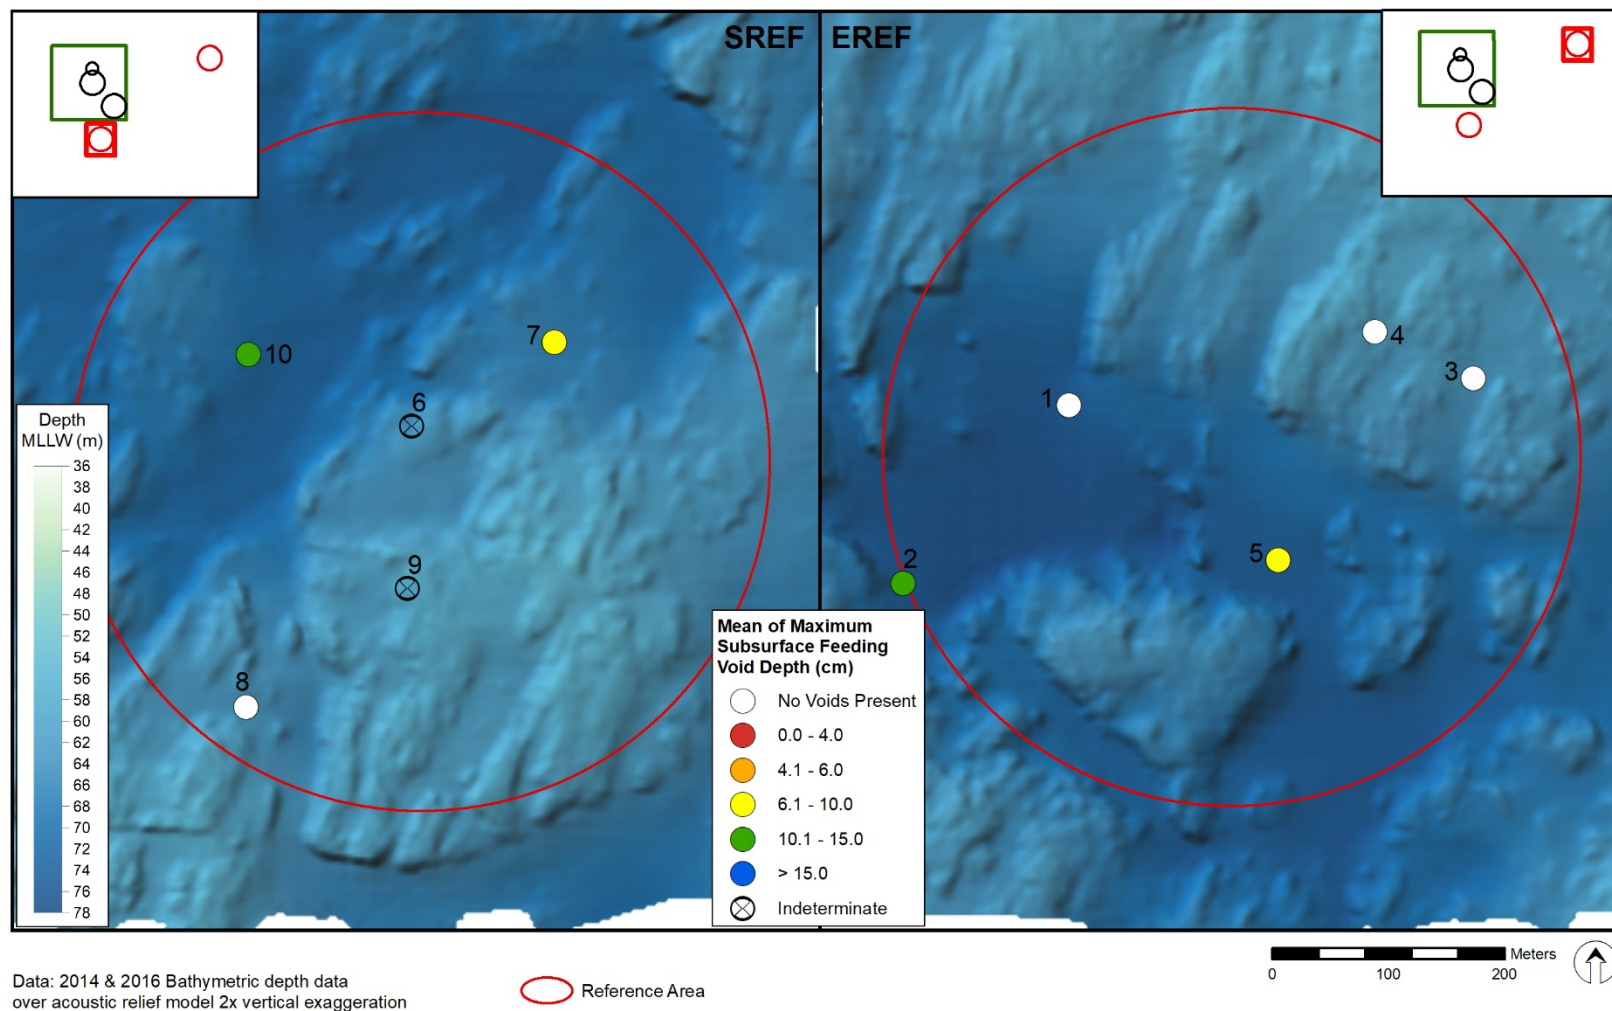 SREF
EREF
7
10
6
9
8
4
3
1
2
5
Depth
MLLW (m)
36
38
40
42
44
46
48
50
52
54
56
58
60
62
64
66
68
70
72
74
76
78
Mean of Maximum
Subsurface Feeding
Void Depth (cm)
No Voids Present
0.0 - 4.0
4.1 - 6.0
6.1 - 10.0
10.1 - 15.0
> 15.0
Indeterminate
Data: 2014 & 2016 Bathymetric depth data
over acoustic relief model 2x vertical exaggeration
Reference Area
Meters
0 100 200